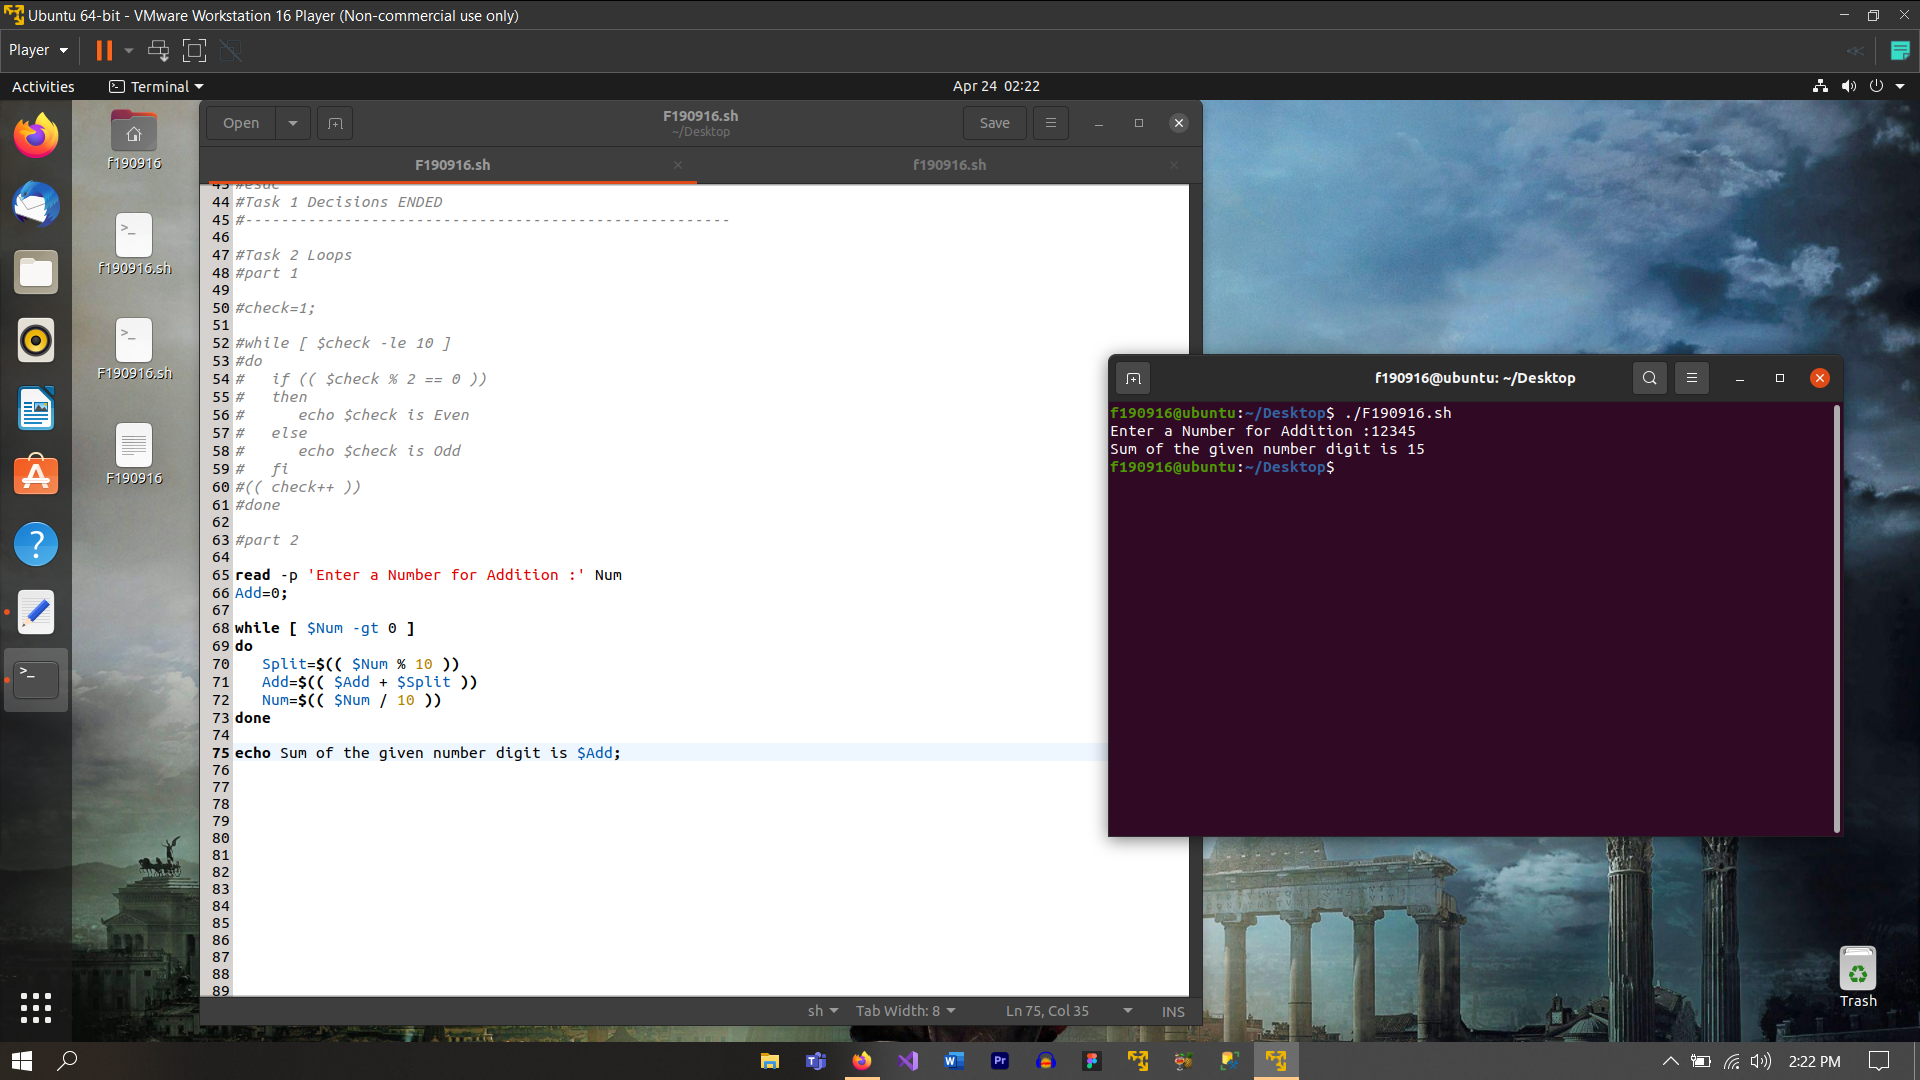 Ubuntu 64-bit - VMware Workstation 16 Player (Non-commercial use only)
Player
Activities
Terminal
Apr 24 02:22
f190916
f190916.sh
F190916.sh
F190916
Open
F190916.sh
~/Desktop
Save
F190916.sh
f190916.sh
43 #esac
44 #Task 1 Decisions ENDED
45 #------------------------------------------------------
46
47 #Task 2 Loops
48 #part 1
49
50 #check=1;
51
52 #while [ $check -le 10 ]
53 #do
54 #   if (( $check % 2 == 0 ))
55 #   then
56 #      echo $check is Even
57 #   else
58 #      echo $check is Odd
59 #   fi
60 #(( check++ ))
61 #done
62
63 #part 2
64
65 read -p 'Enter a Number for Addition :' Num
66 Add=0;
67
68 while [ $Num -gt 0 ]
69 do
70    Split=$(( $Num % 10 ))
71    Add=$(( $Add + $Split ))
72    Num=$(( $Num / 10 ))
73 done
74
75 echo Sum of the given number digit is $Add;
76
77
78
79
80
81
82
83
84
85
86
87
88
89
sh
Tab Width: 8
Ln 75, Col 35
INS
f190916@ubuntu: ~/Desktop
f190916@ubuntu:~/Desktop$ ./F190916.sh
Enter a Number for Addition :12345
Sum of the given number digit is 15
f190916@ubuntu:~/Desktop$
Trash
2:22 PM